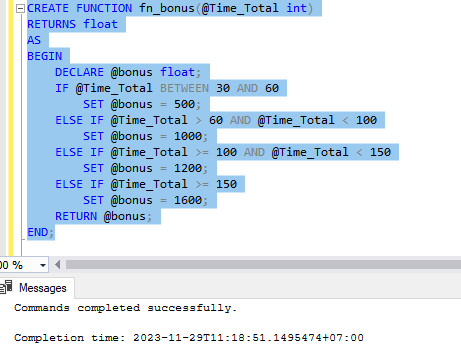 CREATE FUNCTION fn_bonus(@Time_Total int)
RETURNS float
AS
BEGIN
    DECLARE @bonus float;
    IF @Time_Total BETWEEN 30 AND 60
        SET @bonus = 500;
    ELSE IF @Time_Total > 60 AND @Time_Total < 100
        SET @bonus = 1000;
    ELSE IF @Time_Total >= 100 AND @Time_Total < 150
        SET @bonus = 1200;
    ELSE IF @Time_Total >= 150
        SET @bonus = 1600;
    RETURN @bonus;
END;
00 %
Messages
Commands completed successfully.
Completion time: 2023-11-29T11:18:51.1495474+07:00